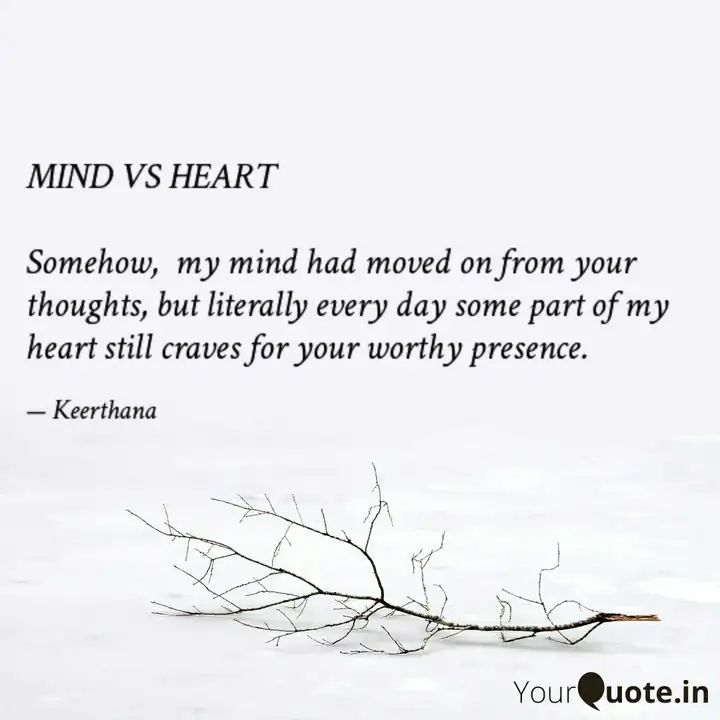 MIND VS HEART
Somehow,  my mind had moved on from your
thoughts, but literally every day some part of my
heart still craves for your worthy presence.
— Keerthana
YourQuote.in